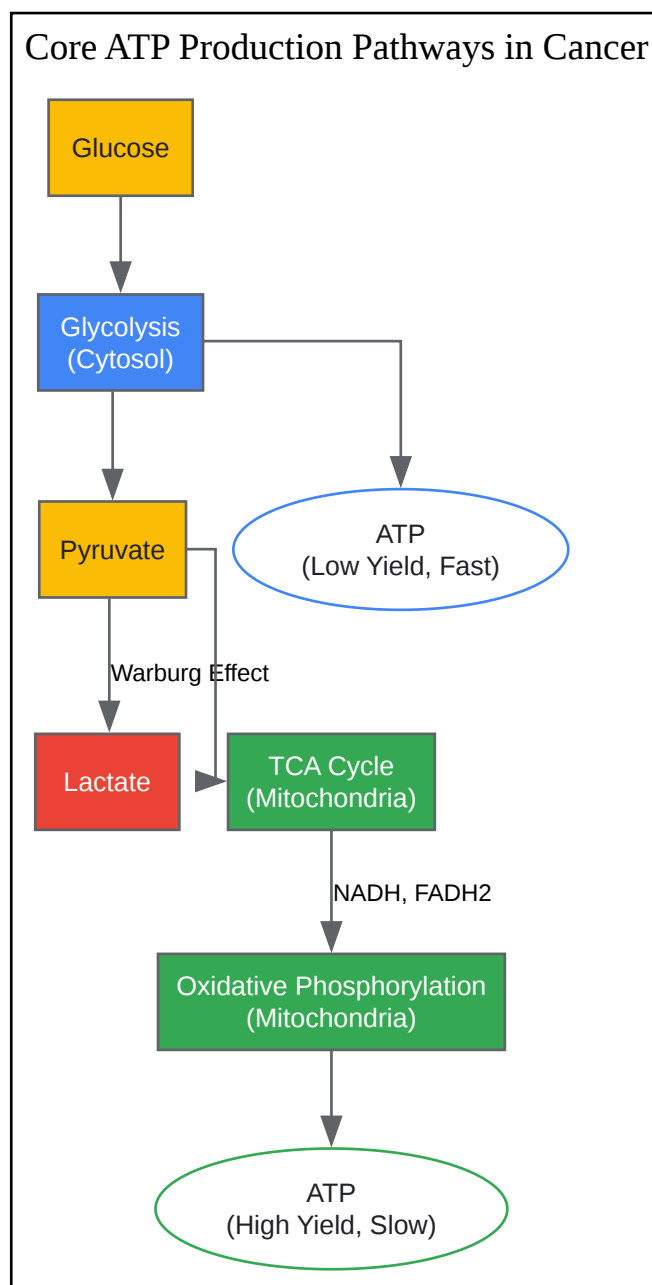 Core ATP Production Pathways in Cancer
Glucose
Glycolysis
(Cytosol)
Pyruvate
ATP
(Low Yield, Fast)
Warburg Effect
Lactate
TCA Cycle
(Mitochondria)
NADH, FADH2
Oxidative Phosphorylation
(Mitochondria)
ATP
(High Yield, Slow)